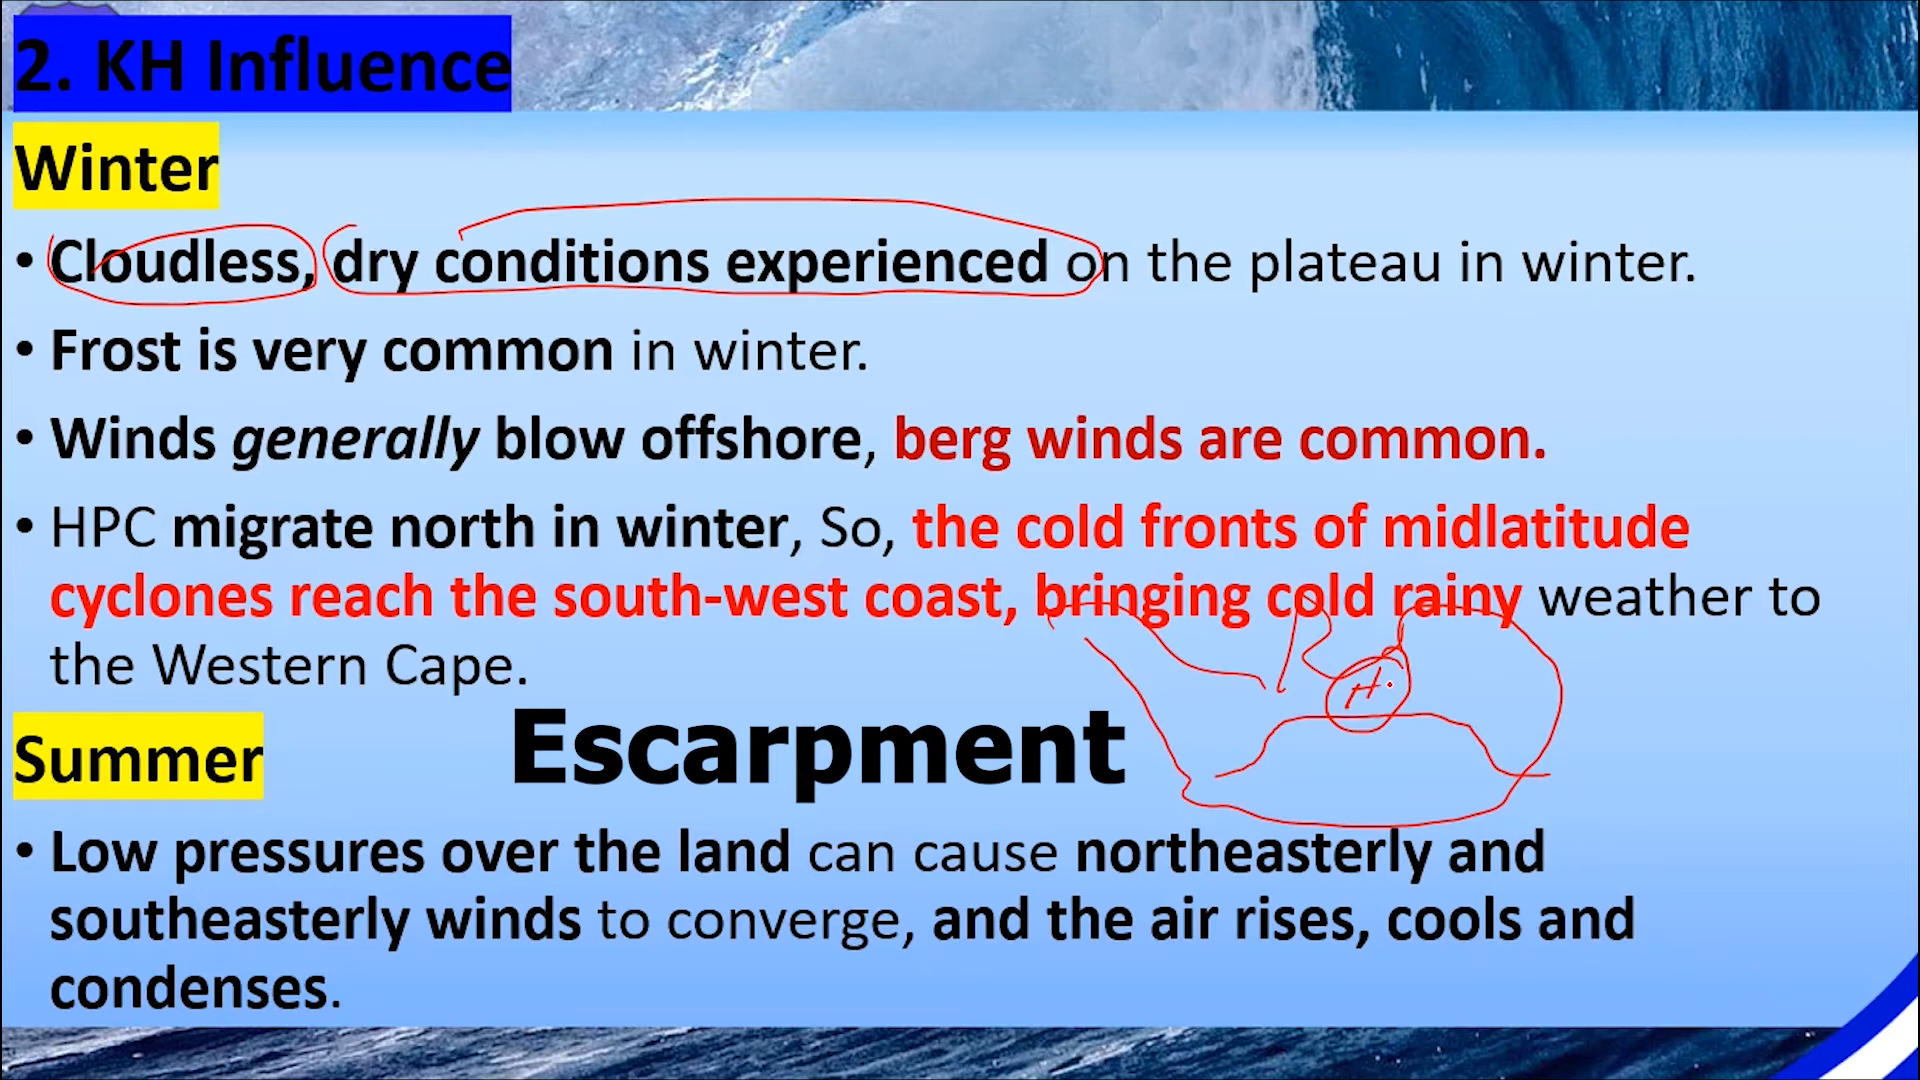 2. KH Influence
Winter
• Cloudless, dry conditions experienced on the plateau in winter.
• Frost is very common in winter.
• Winds generally blow offshore, berg winds are common.
• HPC migrate north in winter, So, the cold fronts of midlatitude
cyclones reach the south-west coast, bringing cold rainy weather to
the Western Cape.
H
Summer
Escarpment
• Low pressures over the land can cause northeasterly and
southeasterly winds to converge, and the air rises, cools and
condenses.